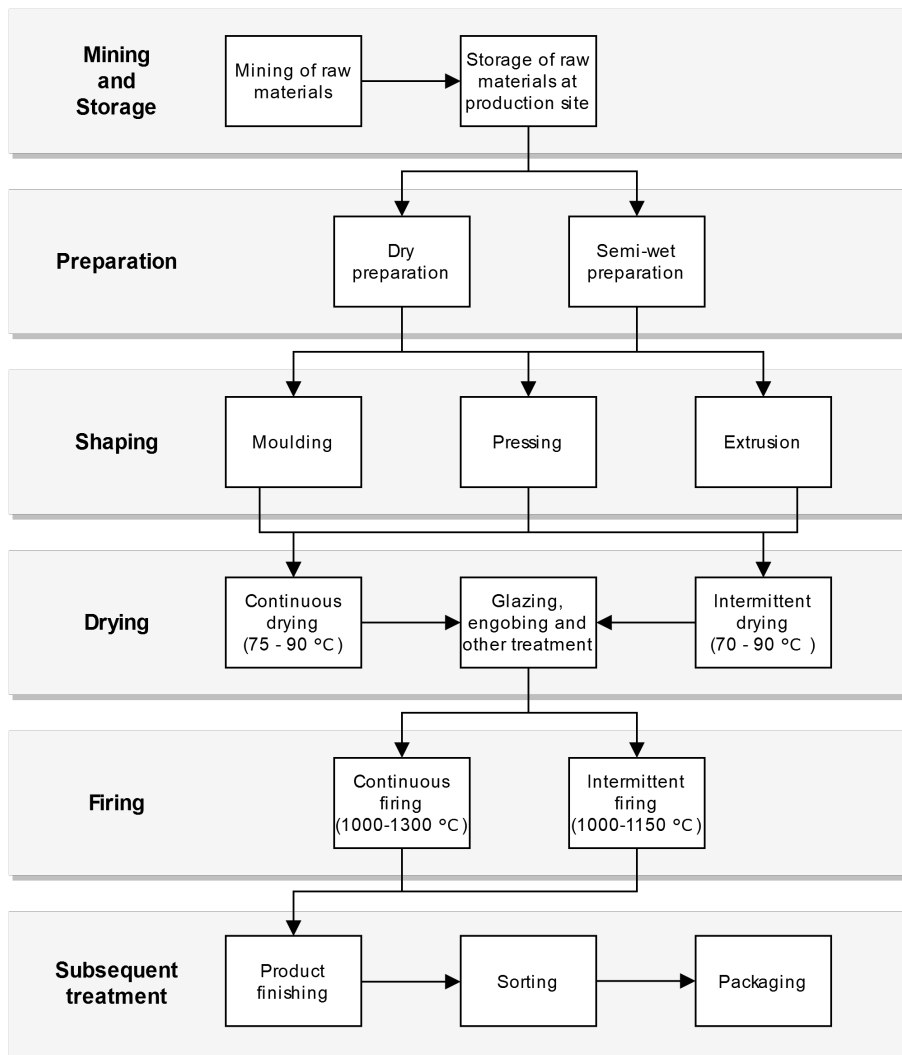 Mining
and
Storage
Mining of raw
materials
Storage of raw
materials at
production site
Preparation
Dry
preparation
Semi-wet
preparation
Shaping
Moulding
Pressing
Extrusion
Drying
Continuous
drying
(75 - 90 °C)
Glazing,
engobing and
other treatment
Intermittent
drying
(70 - 90 °C )
Firing
Continuous
firing
(1000-1300 °C)
Intermittent
firing
(1000-1150 °C)
Subsequent
treatment
Product
finishing
Sorting
Packaging